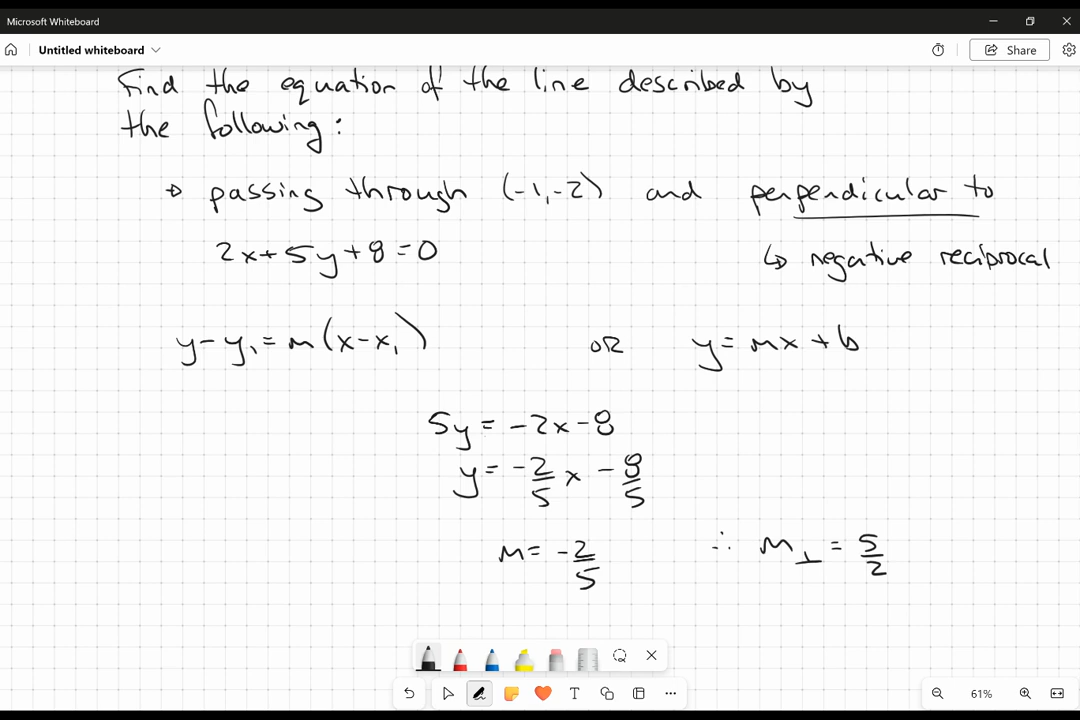 Microsoft Whiteboard
Untitled whiteboard
Share
Find the equation of the line described by
the following:
→ passing through (-1,-2) and perpendicular to
2x+5y+8=0
↳ negative reciprocal
y-y₁=m(x-x₁) OR y=mx+b
5y=-2x-8
y=-2/5 x -8/5
m=-2/5 ∴ m⊥=5/2
T
61%